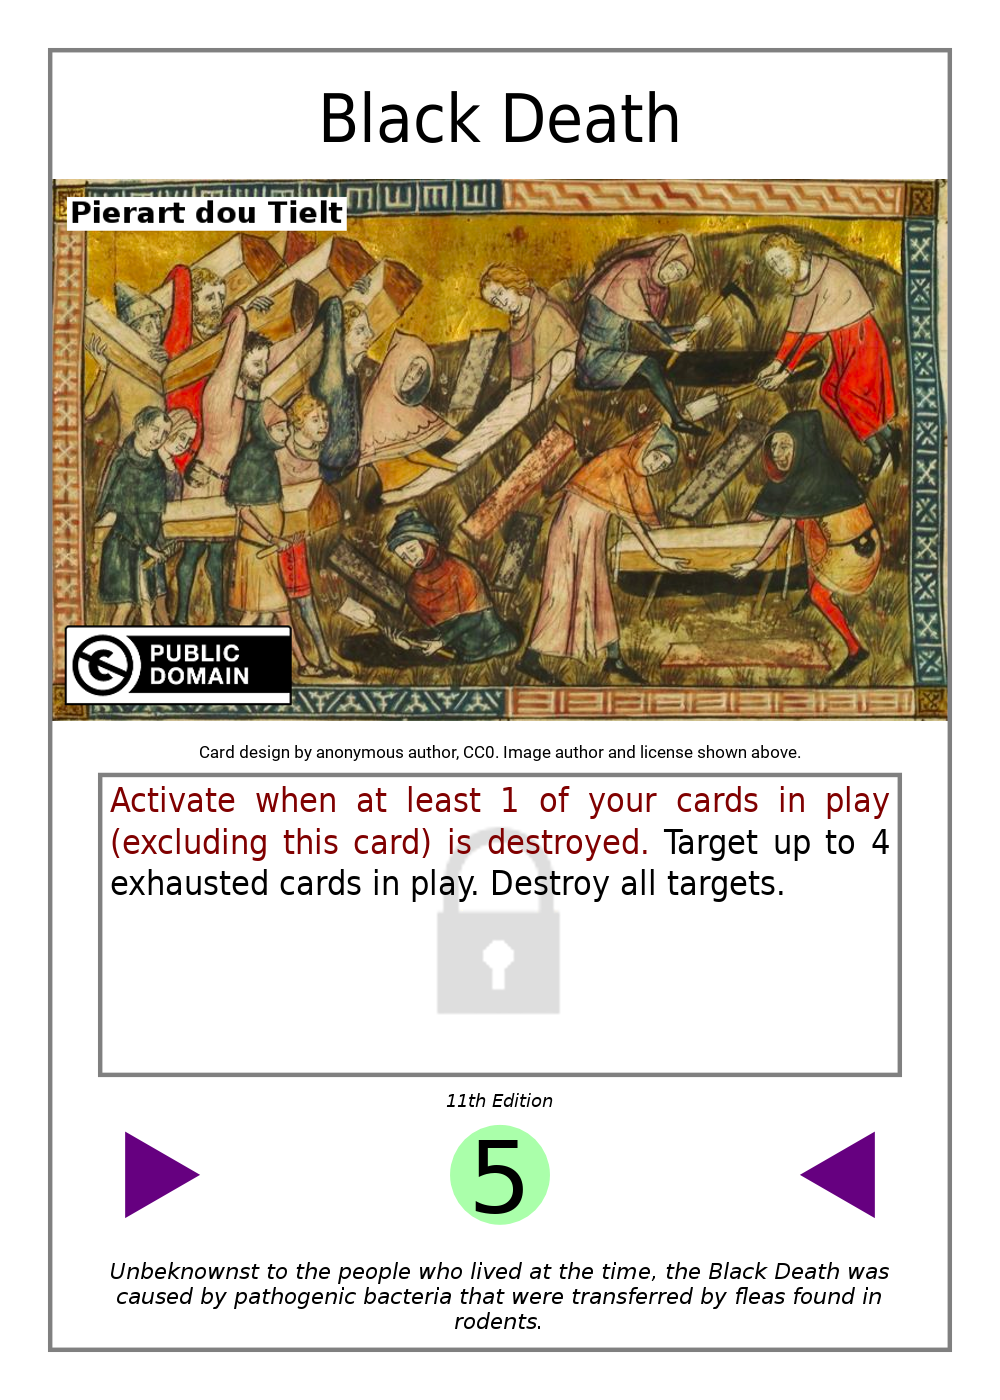 Black Death
Pierart dou Tielt
PUBLIC
DOMAIN
Card design by anonymous author, CC0. Image author and license shown above.
Activate when at least 1 of your cards in play
(excluding this card) is destroyed. Target up to 4
exhausted cards in play. Destroy all targets.
11th Edition
5
Unbeknownst to the people who lived at the time, the Black Death was
caused by pathogenic bacteria that were transferred by fleas found in
rodents.